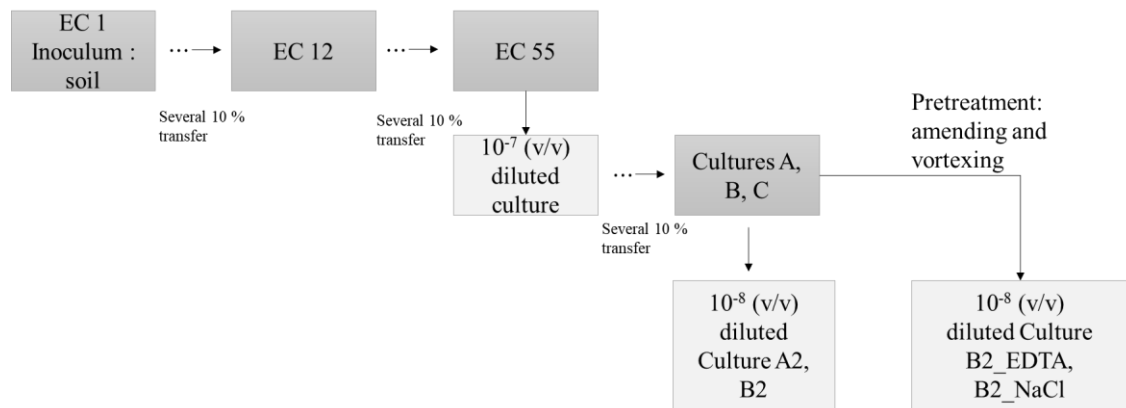 EC 1
Inoculum :
soil
EC 12
EC 55
Several 10 %
transfer
Several 10 %
transfer
10-7 (v/v)
diluted
culture
Several 10 %
transfer
Cultures A,
B, C
Pretreatment:
amending and
vortexing
10-8 (v/v)
diluted
Culture A2,
B2
10-8 (v/v)
diluted Culture
B2_EDTA,
B2_NaCl